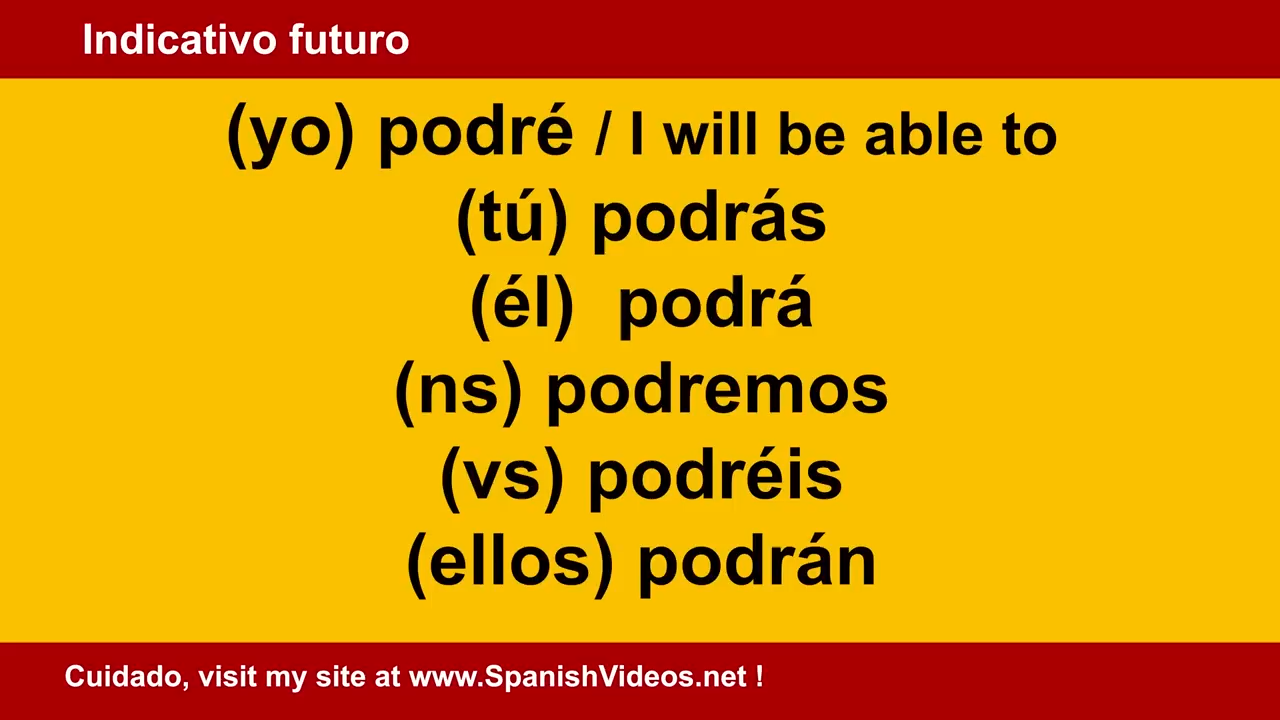 Indicativo futuro
(yo) podré / I will be able to
(tú) podrás
(él) podrá
(ns) podremos
(vs) podréis
(ellos) podrán
Cuidado, visit my site at www.SpanishVideos.net !